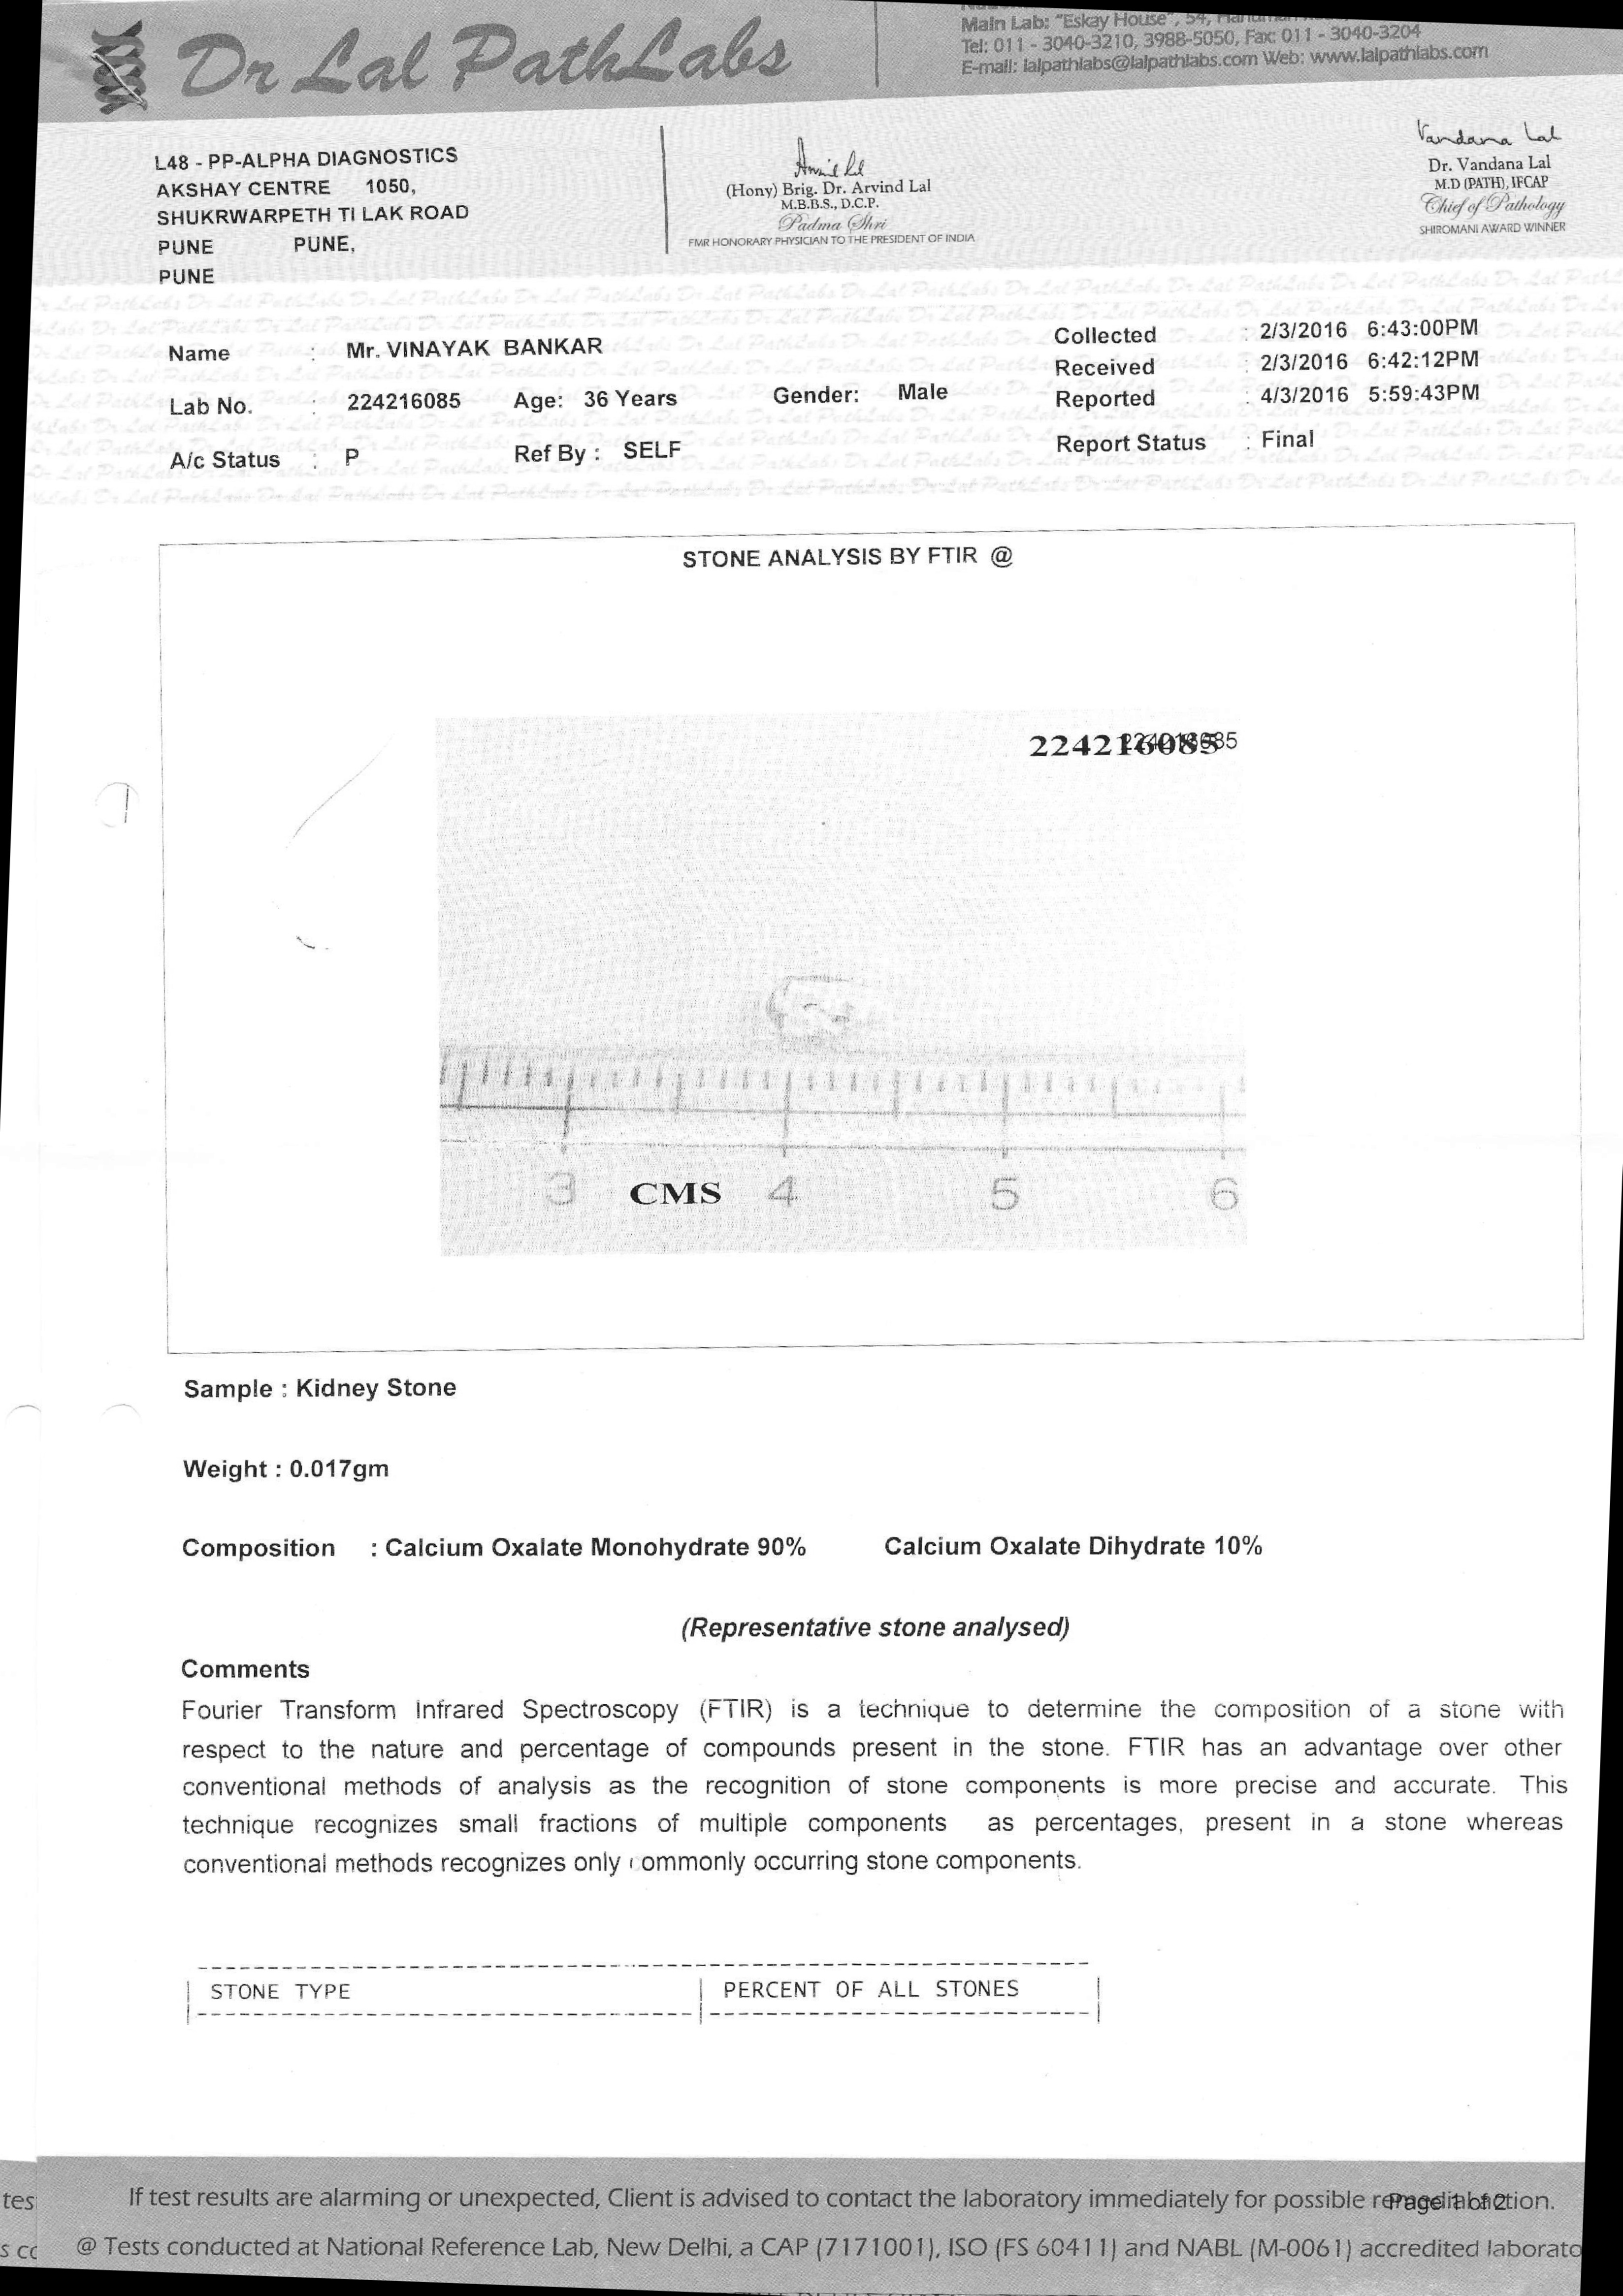 Dr Lal PathLabs
Main Lab: "Eskay House", 54,
Tel: 011 - 3040-3210, 3988-5050, Fax: 011 - 3040-3204
E-mail: lalpathlabs@lalpathlabs.com Web: www.lalpathlabs.com
L48 - PP-ALPHA DIAGNOSTICS
AKSHAY CENTRE 1050,
SHUKRWARPETH TI LAK ROAD
PUNE PUNE,
PUNE
(Hony) Brig. Dr. Arvind Lal
M.B.B.S., D.C.P.
Padma Shri
FMR HONORARY PHYSICIAN TO THE PRESIDENT OF INDIA
Vandana Lal
Dr. Vandana Lal
M.D (PATH), IFCAP
Chief of Pathology
SHIROMANI AWARD WINNER
Name : Mr. VINAYAK BANKAR
Lab No. : 224216085 Age: 36 Years Gender: Male
A/c Status : P Ref By : SELF
Collected : 2/3/2016 6:43:00PM
Received : 2/3/2016 6:42:12PM
Reported : 4/3/2016 5:59:43PM
Report Status : Final
STONE ANALYSIS BY FTIR @
224216085
3 CMS 4 5 6
Sample : Kidney Stone
Weight : 0.017gm
Composition : Calcium Oxalate Monohydrate 90% Calcium Oxalate Dihydrate 10%
(Representative stone analysed)
Comments
Fourier Transform Infrared Spectroscopy (FTIR) is a technique to determine the composition of a stone with
respect to the nature and percentage of compounds present in the stone. FTIR has an advantage over other
conventional methods of analysis as the recognition of stone components is more precise and accurate. This
technique recognizes small fractions of multiple components as percentages, present in a stone whereas
conventional methods recognizes only commonly occurring stone components.
STONE TYPE PERCENT OF ALL STONES
If test results are alarming or unexpected, Client is advised to contact the laboratory immediately for possible remedial action.
Page 1 of 2
@ Tests conducted at National Reference Lab, New Delhi, a CAP (7171001), ISO (FS 60411) and NABL (M-0061) accredited laborato